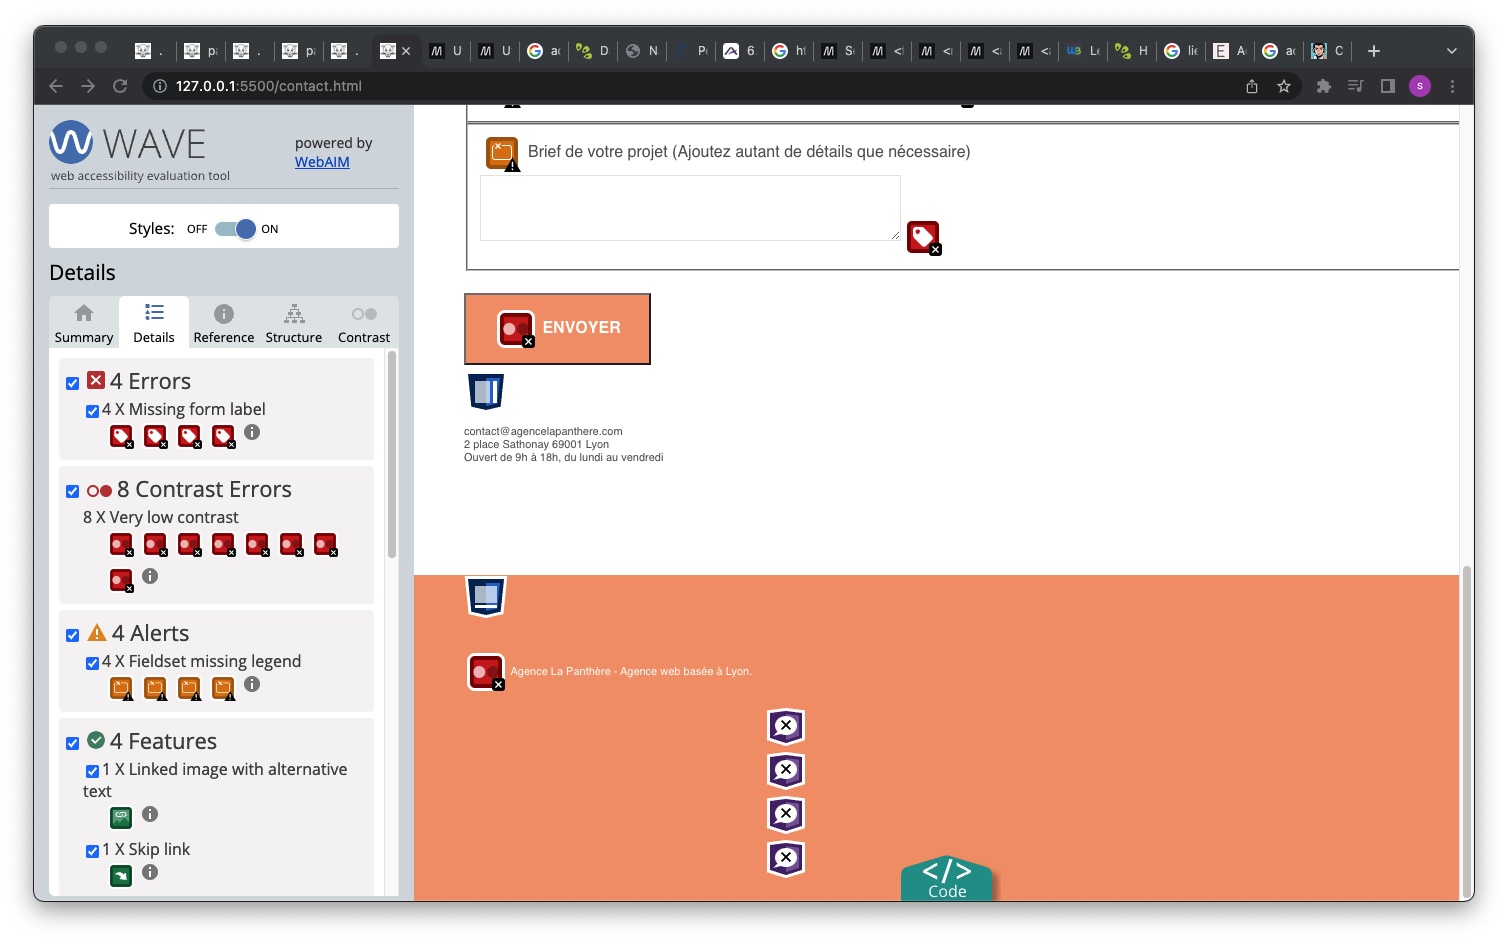 127.0.0.1:5500/contact.html
WAVE
web accessibility evaluation tool
powered by
WebAIM
Styles: OFF ON
Details
Summary Details Reference Structure Contrast
4 Errors
4 X Missing form label
8 Contrast Errors
8 X Very low contrast
4 Alerts
4 X Fieldset missing legend
4 Features
1 X Linked image with alternative
text
1 X Skip link
Brief de votre projet (Ajoutez autant de détails que nécessaire)
ENVOYER
contact@agencelapanthere.com
2 place Sathonay 69001 Lyon
Ouvert de 9h à 18h, du lundi au vendredi
Agence La Panthère - Agence web basée à Lyon.
</> 
Code